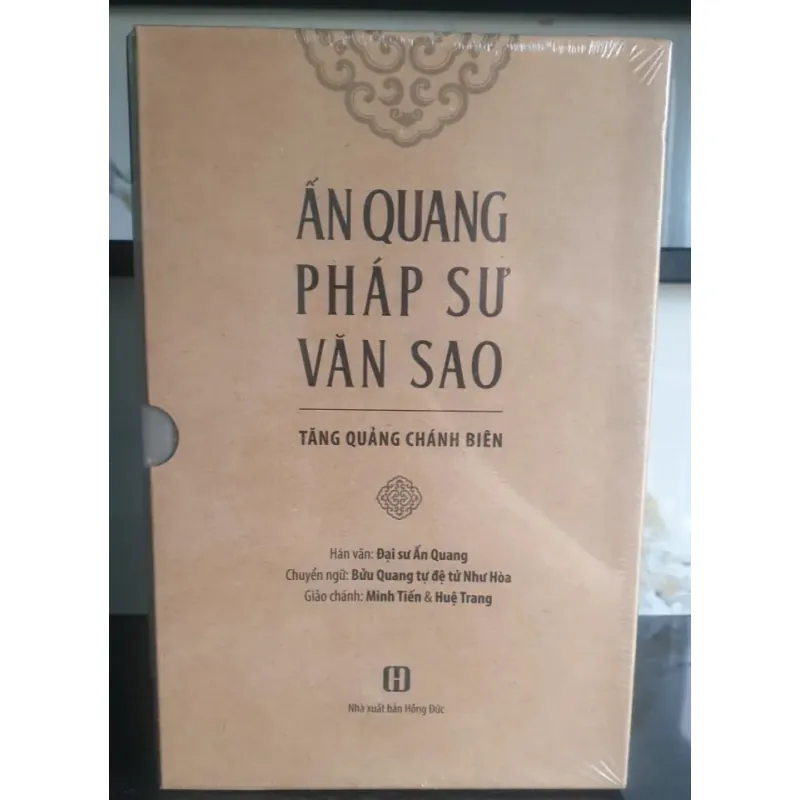 ẤN QUANG
PHÁP SƯ
VĂN SAO
TĂNG QUẢNG CHÁNH BIÊN
Hán văn: Đại sư Ấn Quang
Chuyển ngữ: Bửu Quang tự đệ tử Như Hòa
Giảo chánh: Minh Tiến & Huệ Trang
H
Nhà xuất bản Hồng Đức